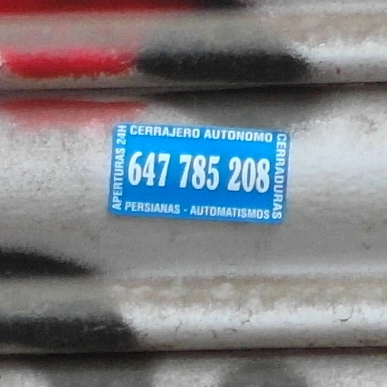 CERRAJERO AUTONOMO
APERTURAS 24H
647 785 208
CERRADURAS
PERSIANAS - AUTOMATISMOS